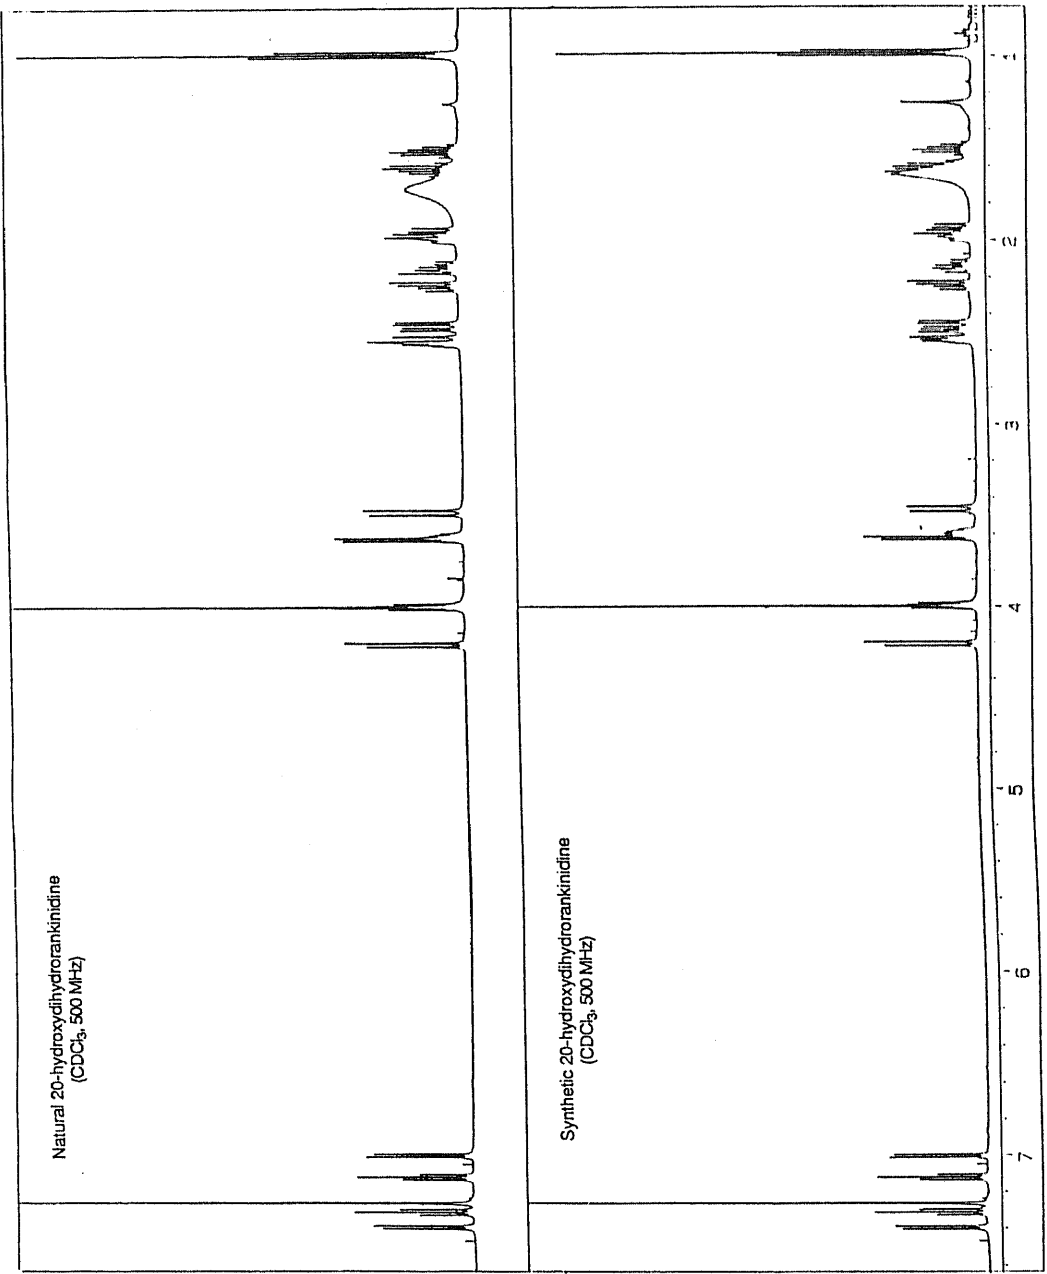 Natural 20-hydroxydihydrorankinidine
(CDCl₃, 500 MHz)
Synthetic 20-hydroxydihydrorankinidine
(CDCl₃, 500 MHz)
7 6 5 4 3 2 1